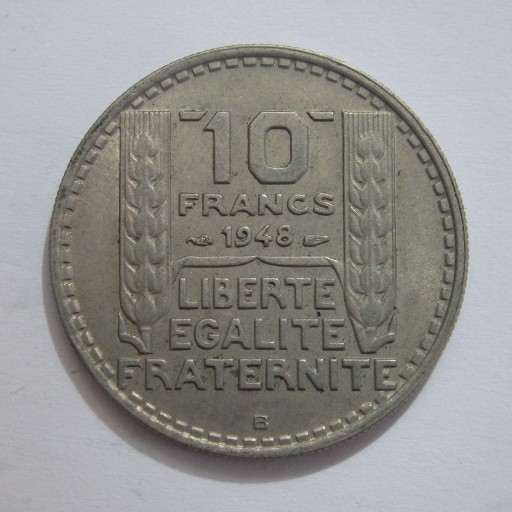 10
FRANCS
1948
LIBERTE
EGALITE
FRATERNITE
B